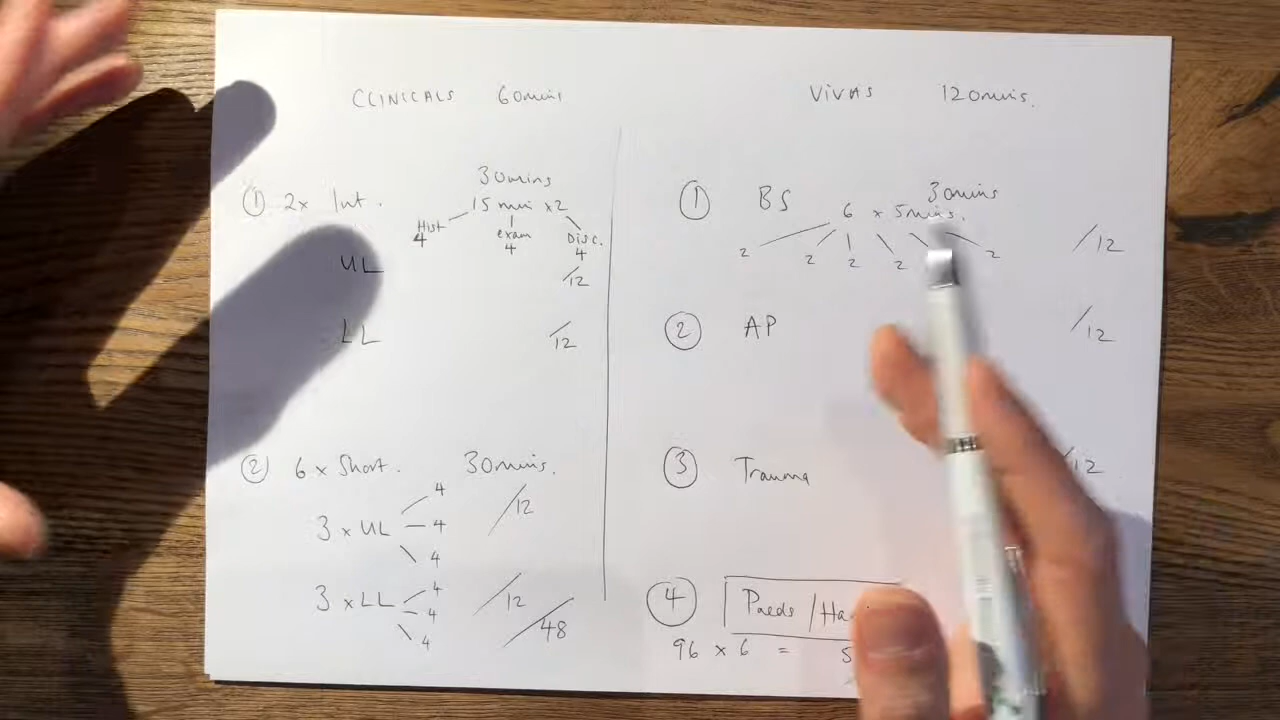 CLINICALS 60mins
① 2x Int.
30mins
15 min x2
Hist 4
exam 4
Disc. 4
/12
UL
LL
/12
② 6 x Short. 30mins.
3 x UL
4
4
4
/12
3 x LL
4
4
4
/12
/48
VIVAS 120mins.
① BS
30mins
6 x 5mins.
2 2 2 2 2
/12
② AP
/12
③ Trauma
/12
④ Paeds /Ha
96 x 6 =